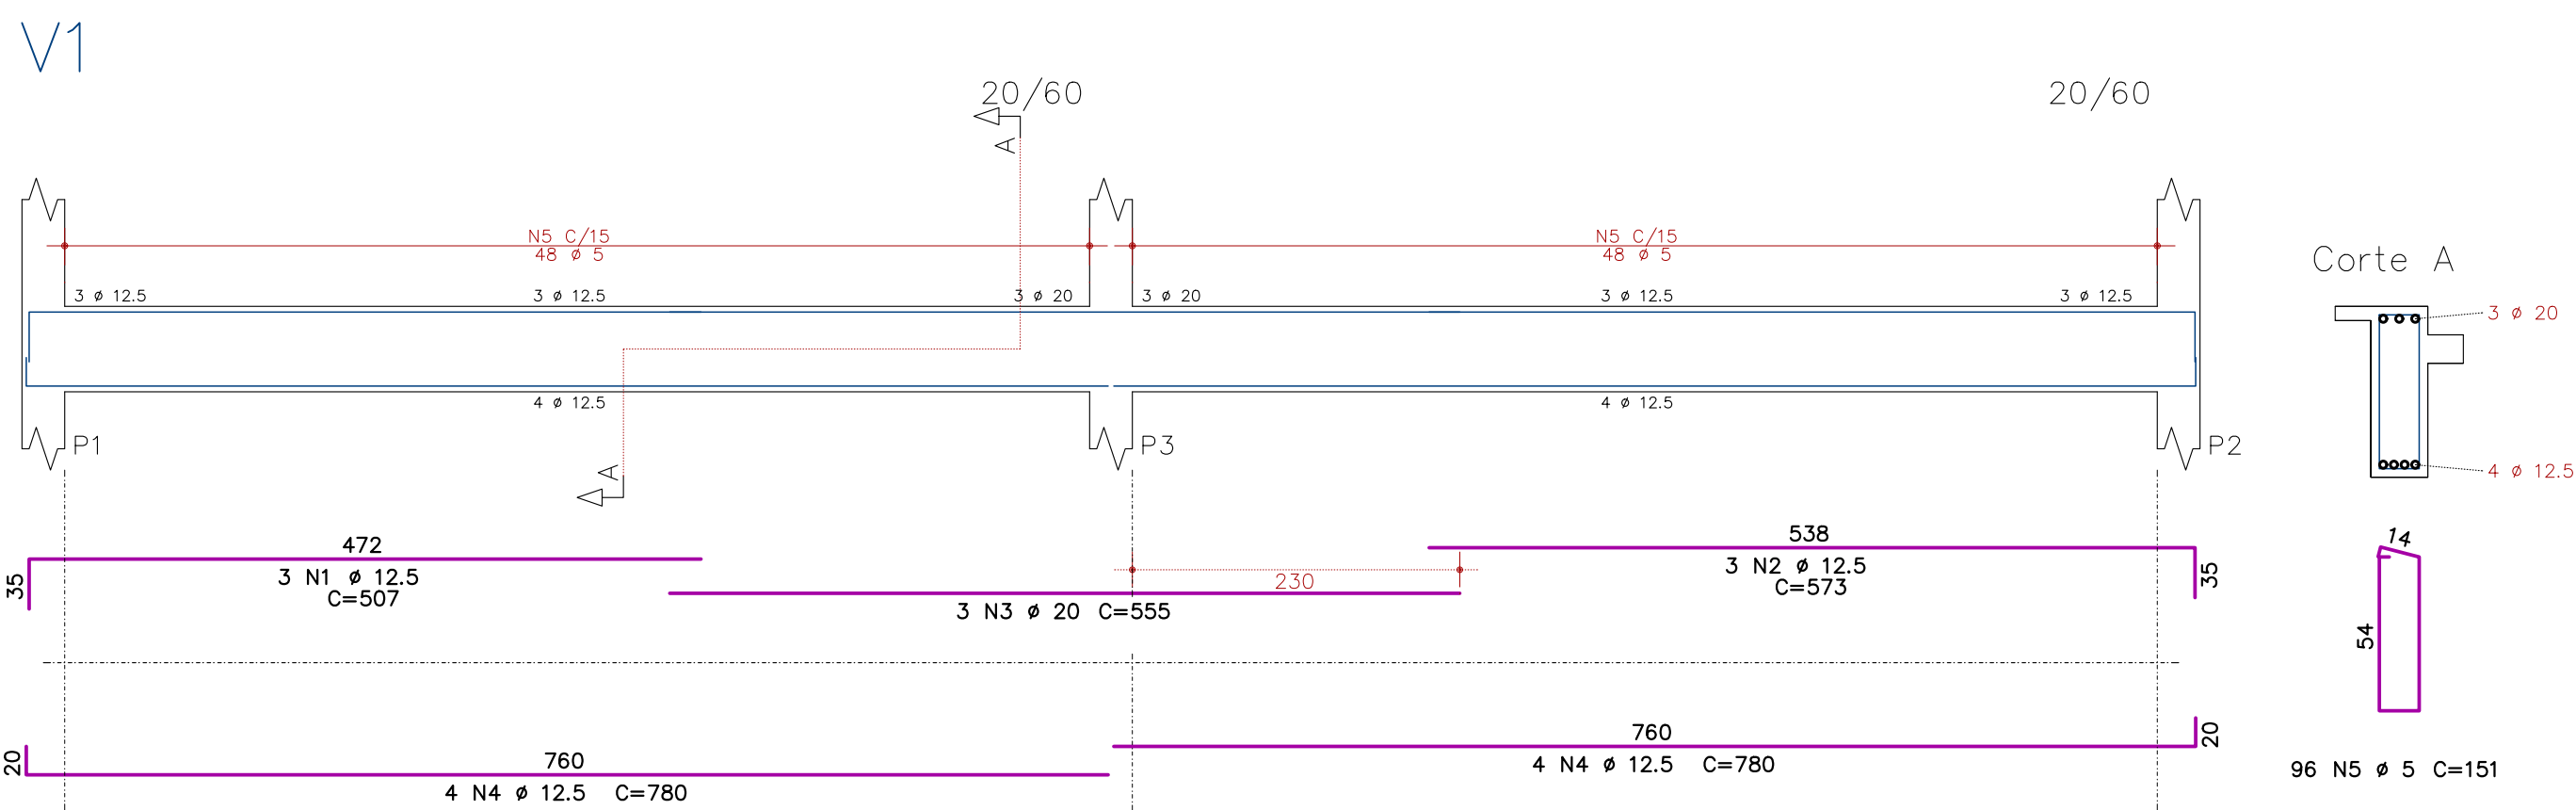 V1
20/60
20/60
A
N5 C/15
48 ø 5
N5 C/15
48 ø 5
Corte A
3 ø 12.5
3 ø 12.5
3 ø 20
3 ø 20
3 ø 12.5
3 ø 12.5
3 ø 20
4 ø 12.5
4 ø 12.5
P1
P3
P2
A
4 ø 12.5
472
538
14
35
3 N1 ø 12.5
C=507
230
3 N2 ø 12.5
C=573
35
3 N3 ø 20 C=555
54
20
760
4 N4 ø 12.5 C=780
760
4 N4 ø 12.5 C=780
20
96 N5 ø 5 C=151